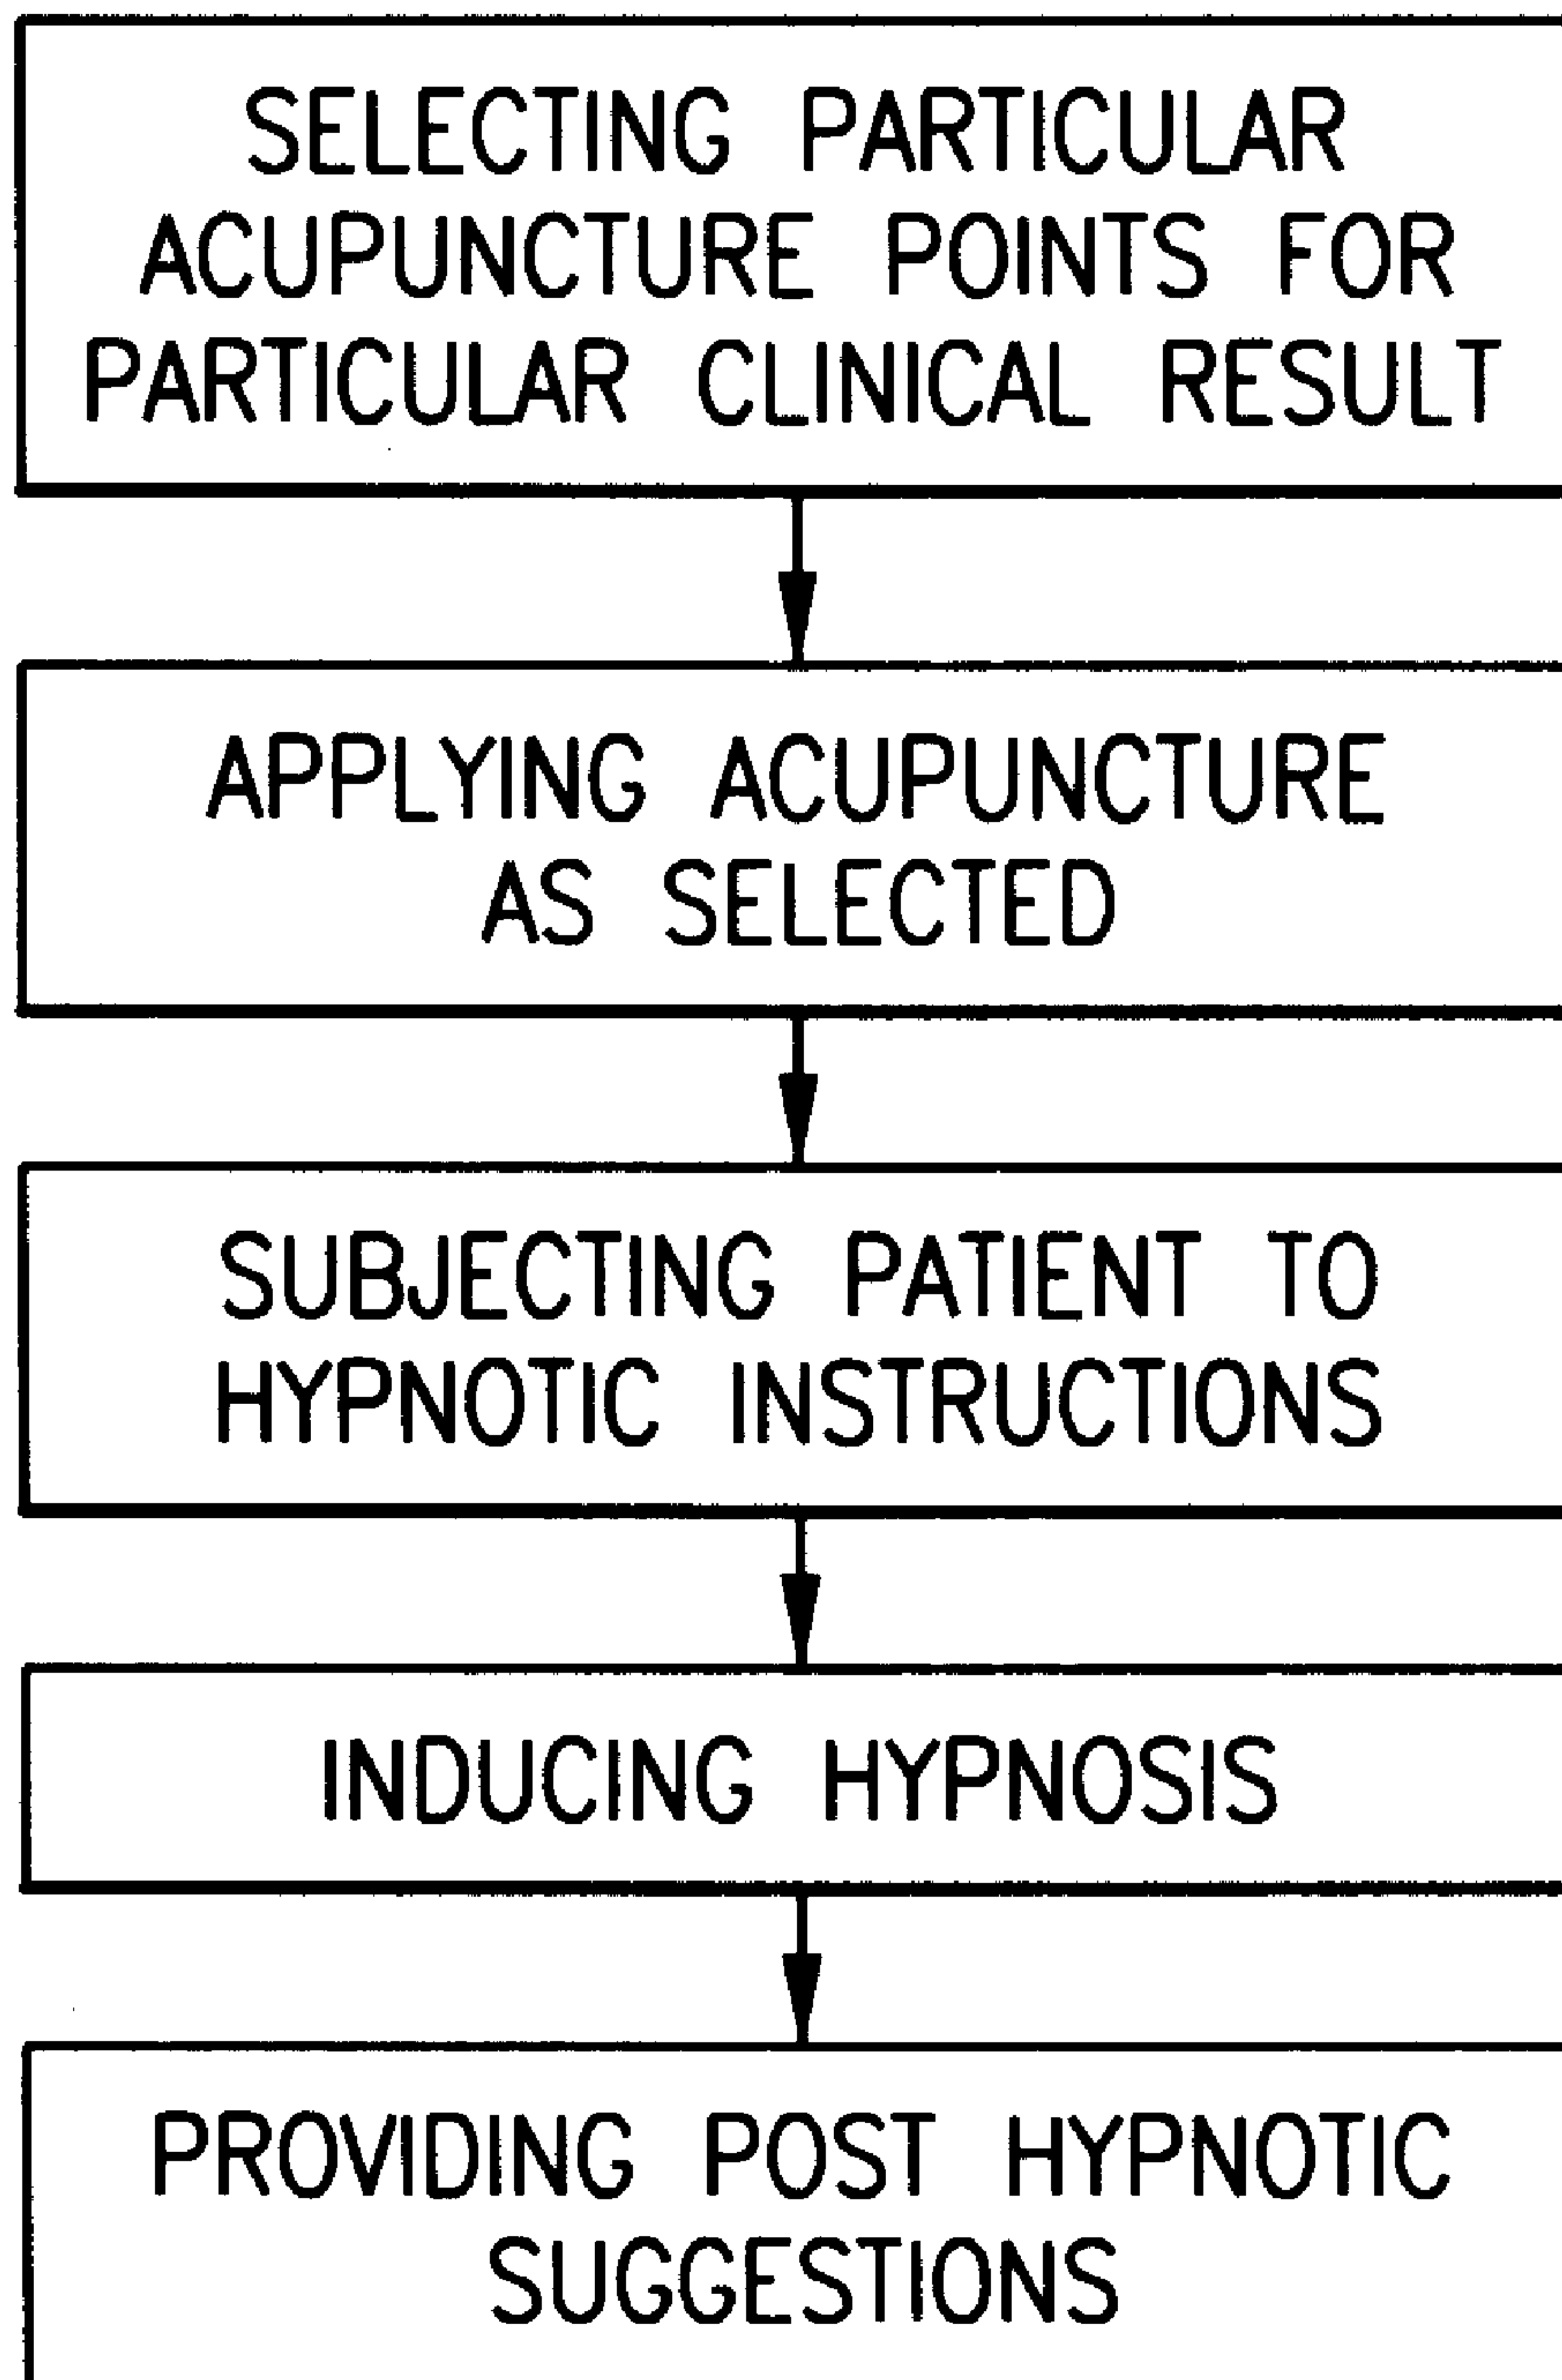 SELECTING PARTICULAR
ACUPUNCTURE POINTS FOR
PARTICULAR CLINICAL RESULT
APPLYING ACUPUNCTURE
AS SELECTED
SUBJECTING PATIENT TO
HYPNOTIC INSTRUCTIONS
INDUCING HYPNOSIS
PROVIDING POST HYPNOTIC
SUGGESTIONS